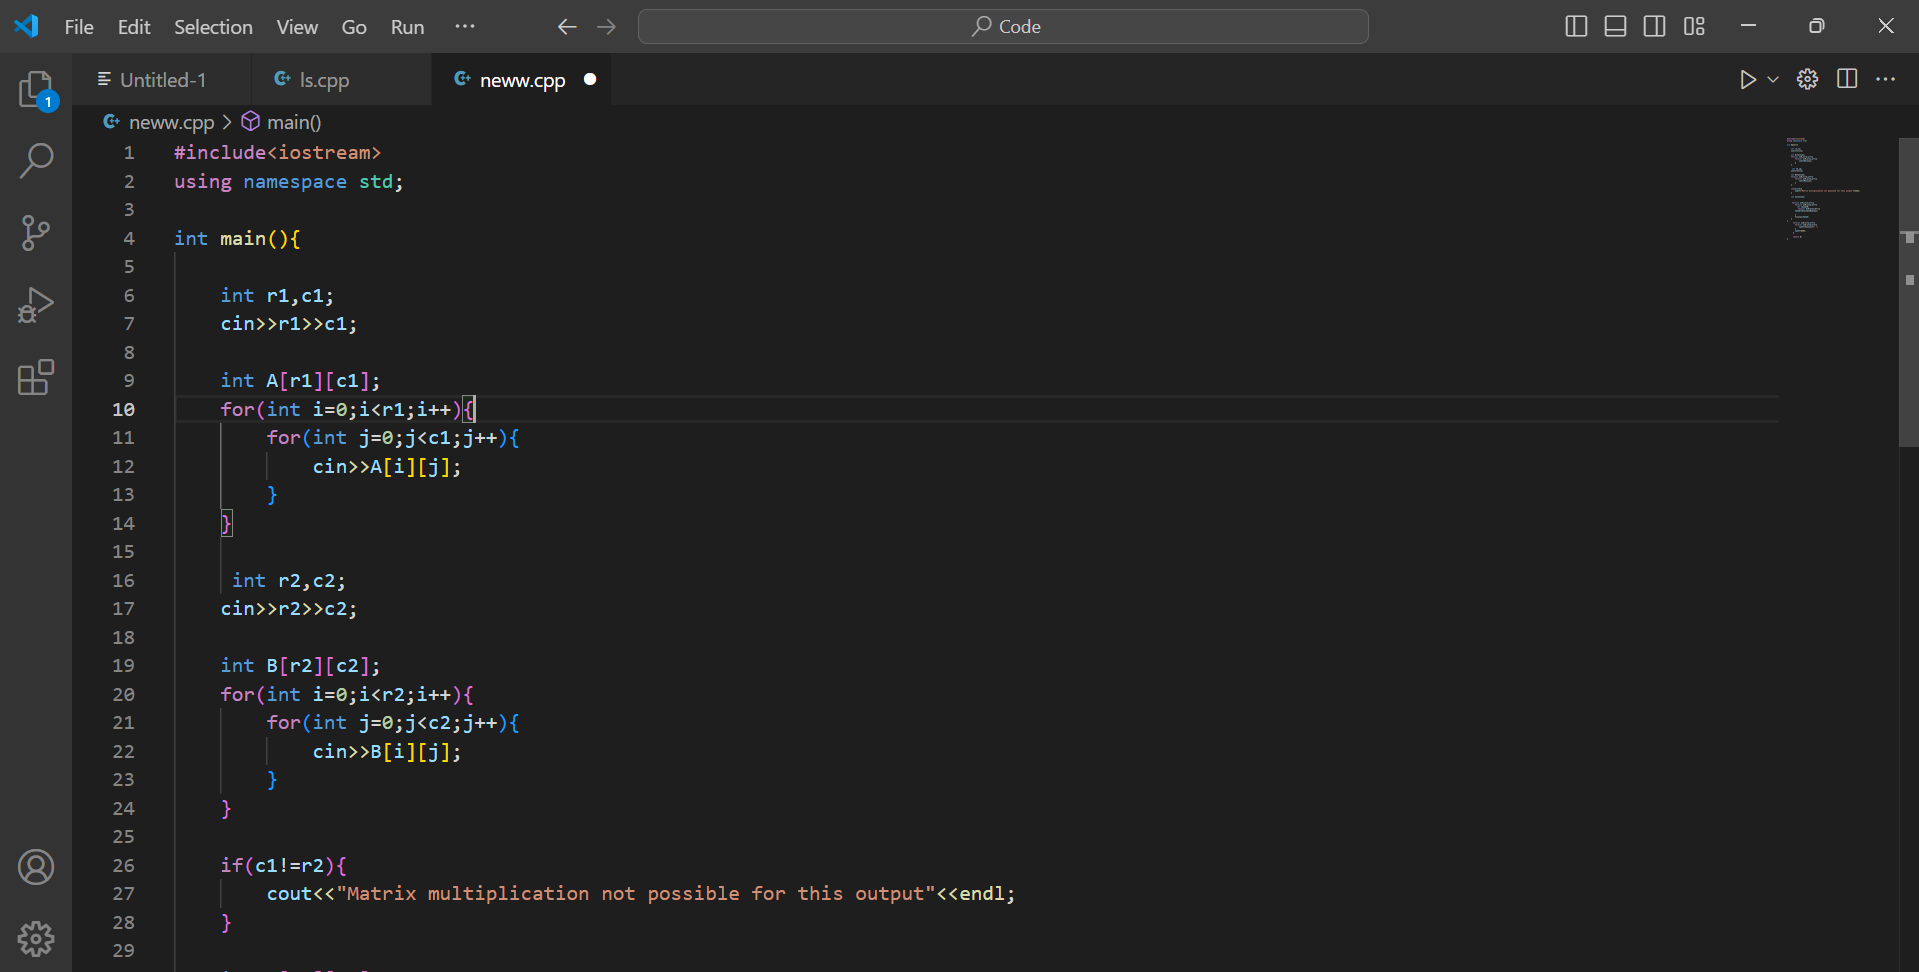 File Edit Selection View Go Run ··· Code
Untitled-1 ls.cpp neww.cpp
neww.cpp > main()
1 #include<iostream>
2 using namespace std;
3
4 int main(){
5
6 int r1,c1;
7 cin>>r1>>c1;
8
9 int A[r1][c1];
10 for(int i=0;i<r1;i++){
11 for(int j=0;j<c1;j++){
12 cin>>A[i][j];
13 }
14 }
15
16 int r2,c2;
17 cin>>r2>>c2;
18
19 int B[r2][c2];
20 for(int i=0;i<r2;i++){
21 for(int j=0;j<c2;j++){
22 cin>>B[i][j];
23 }
24 }
25
26 if(c1!=r2){
27 cout<<"Matrix multiplication not possible for this output"<<endl;
28 }
29
1